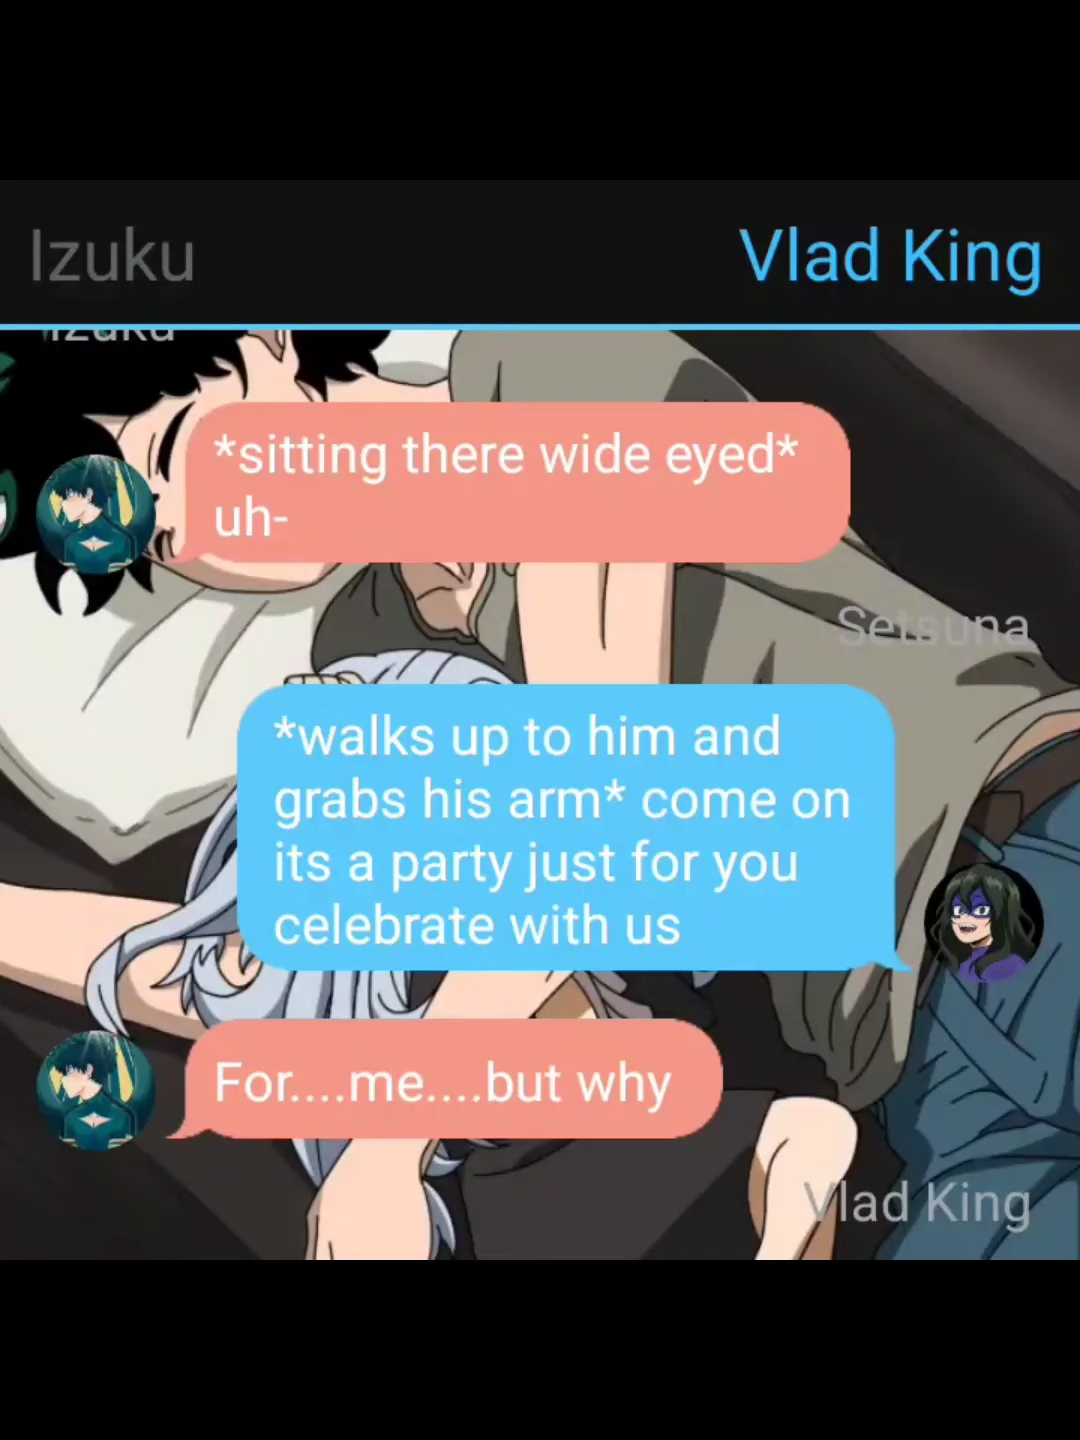 Izuku
Vlad King
Izuku
*sitting there wide eyed*
uh-
Setsuna
*walks up to him and
grabs his arm* come on
its a party just for you
celebrate with us
For....me....but why
Vlad King